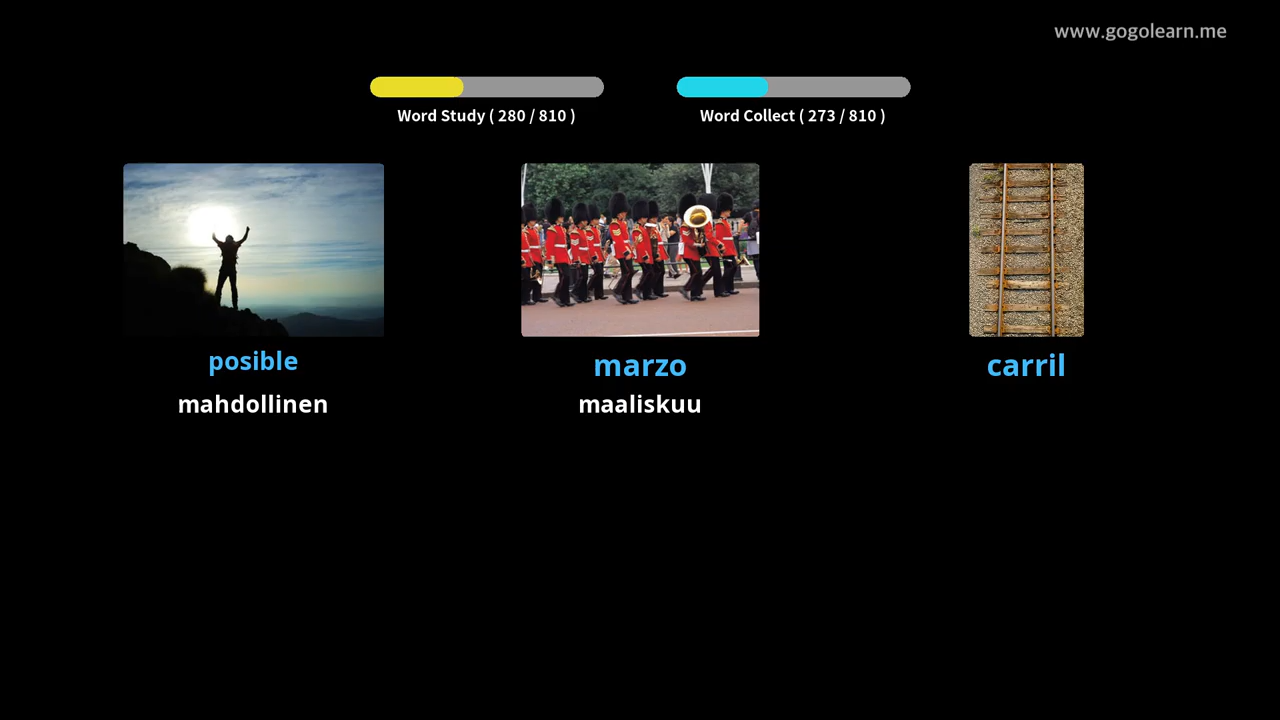 www.gogolearn.me
Word Study ( 280 / 810 )
Word Collect ( 273 / 810 )
posible
marzo
carril
mahdollinen
maaliskuu